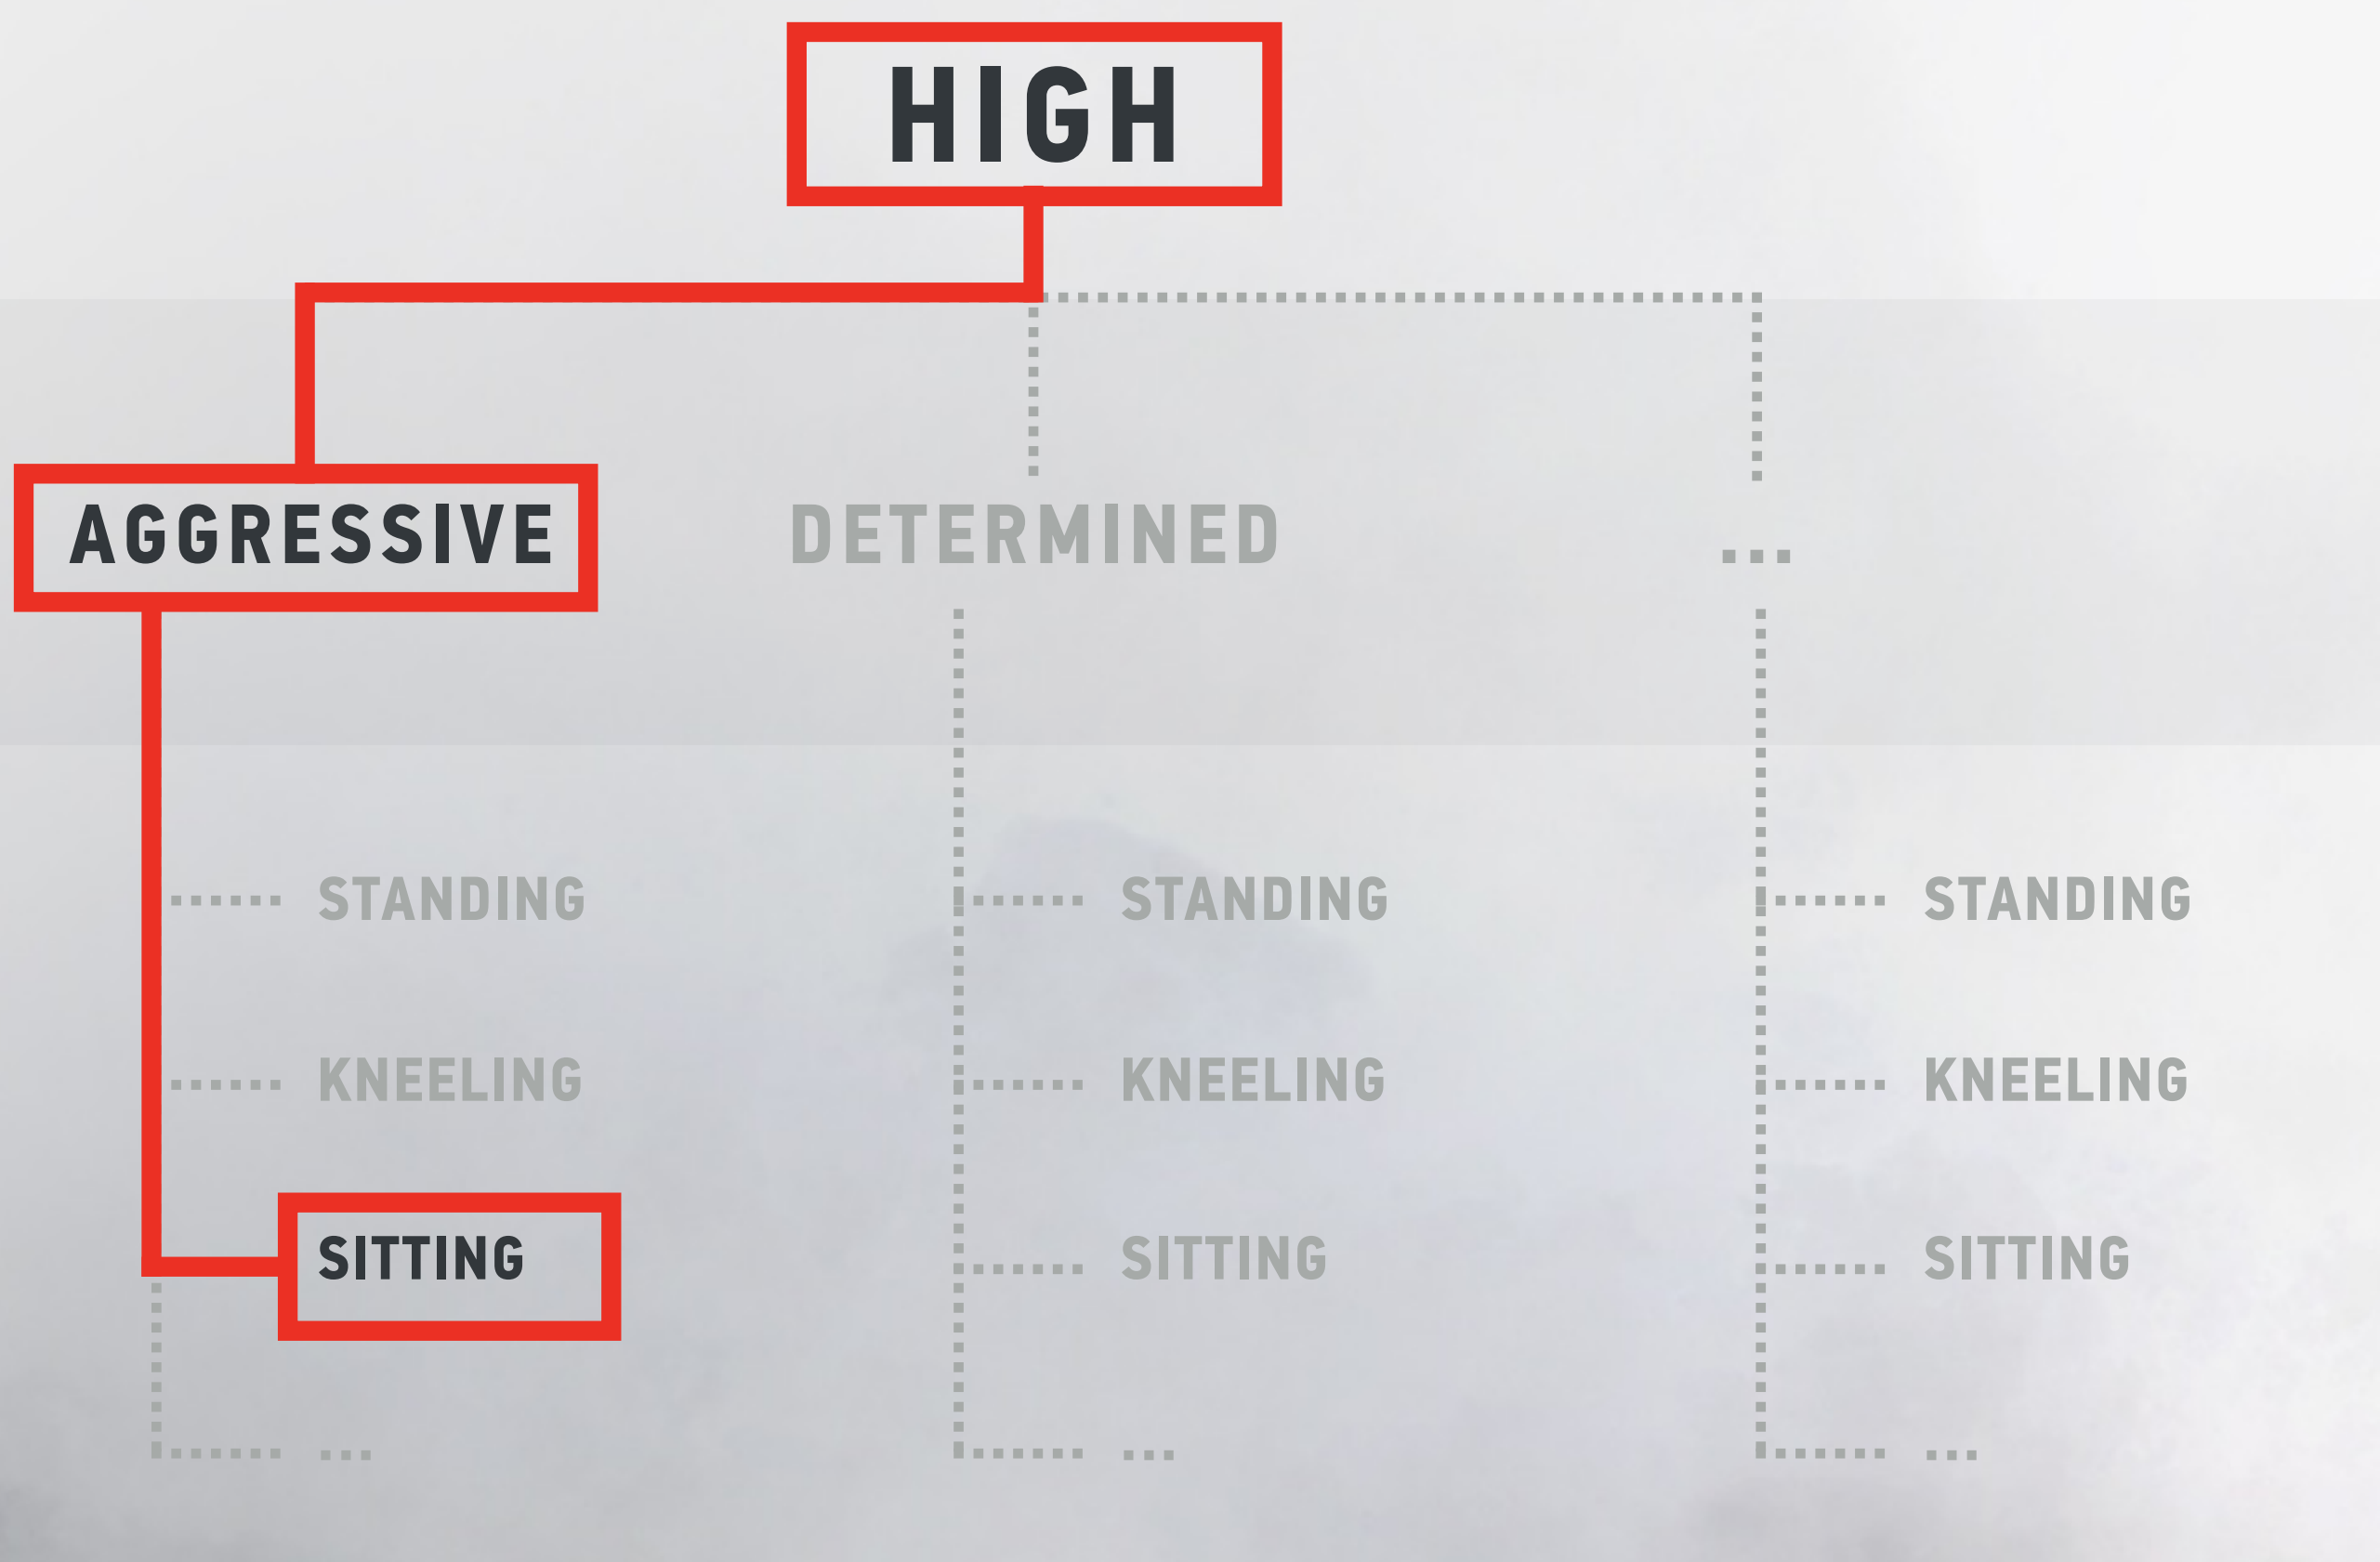 HIGH
AGGRESSIVE DETERMINED ...
STANDING STANDING STANDING
KNEELING KNEELING KNEELING
SITTING SITTING SITTING
... ... ...